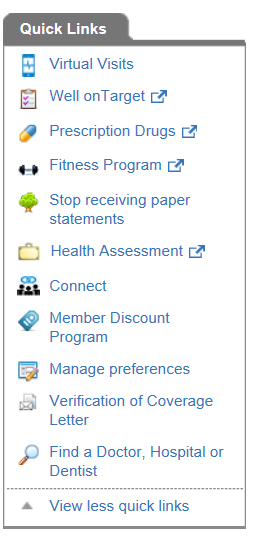 Quick Links
Virtual Visits
Well onTarget
Prescription Drugs
Fitness Program
Stop receiving paper
statements
Health Assessment
Connect
Member Discount
Program
Manage preferences
Verification of Coverage
Letter
Find a Doctor, Hospital or
Dentist
View less quick links